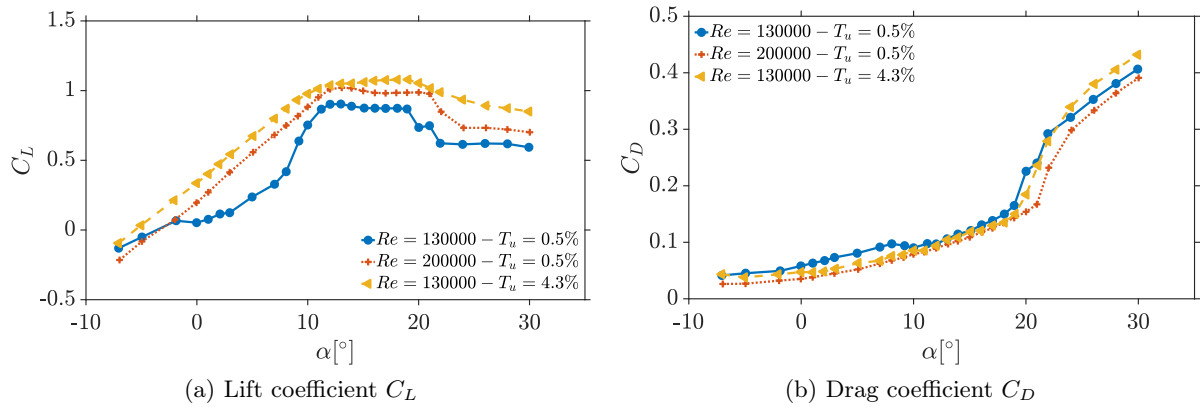 1.5
1
0.5
0
-0.5
-10
0
10
20
30
C_L
α[°]
Re = 130000 − T_u = 0.5%
Re = 200000 − T_u = 0.5%
Re = 130000 − T_u = 4.3%
(a) Lift coefficient C_L
0.5
0.4
0.3
0.2
0.1
0
-10
0
10
20
30
C_D
α[°]
Re = 130000 − T_u = 0.5%
Re = 200000 − T_u = 0.5%
Re = 130000 − T_u = 4.3%
(b) Drag coefficient C_D